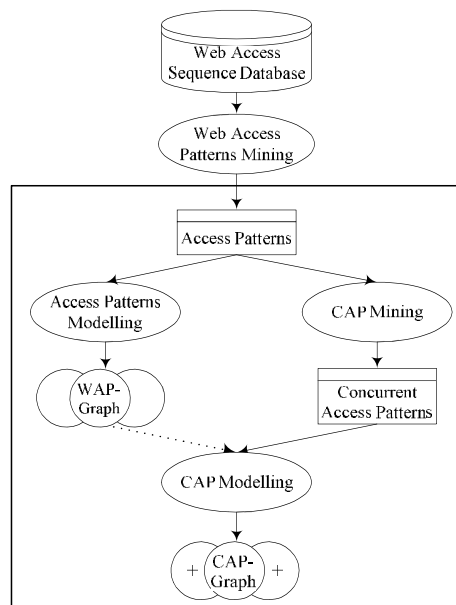 Web Access
Sequence Database
Web Access
Patterns Mining
Access Patterns
Access Patterns
Modelling
CAP Mining
WAP-
Graph
Concurrent
Access Patterns
CAP Modelling
+
CAP-
Graph
+